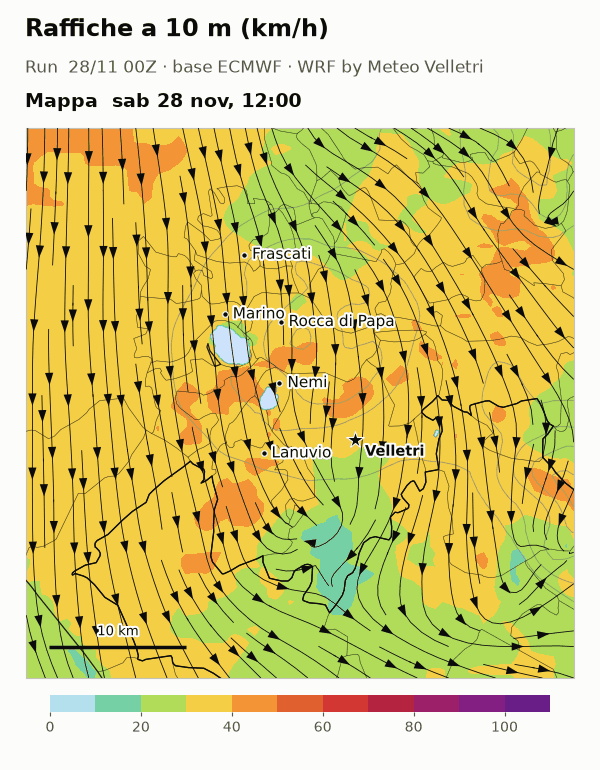 Raffiche a 10 m (km/h)
Run  28/11 00Z · base ECMWF · WRF by Meteo Velletri
Mappa  sab 28 nov, 12:00
Frascati
Marino
Rocca di Papa
Nemi
Velletri
Lanuvio
10 km
0 20 40 60 80 100